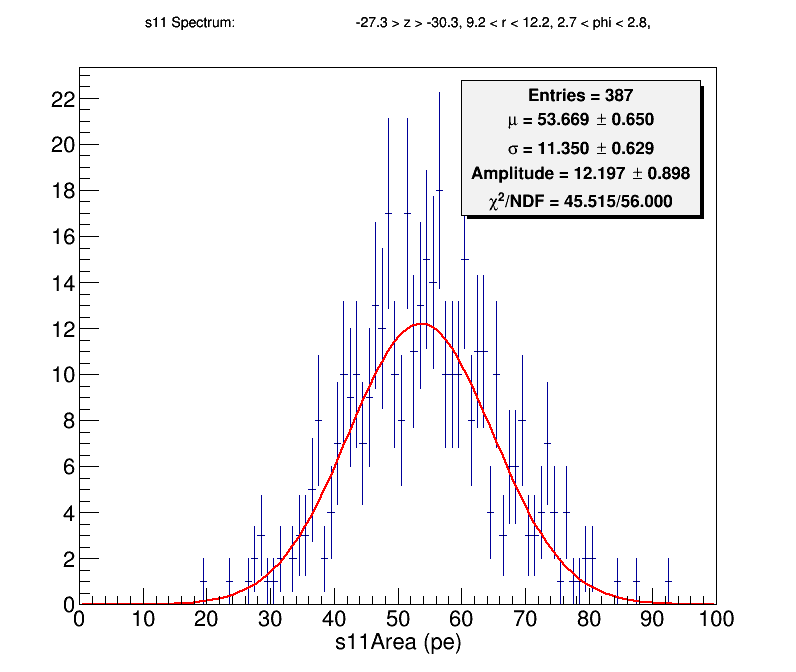 s11 Spectrum: -27.3 > z > -30.3, 9.2 < r < 12.2, 2.7 < phi < 2.8,
Entries = 387
μ = 53.669 ± 0.650
σ = 11.350 ± 0.629
Amplitude = 12.197 ± 0.898
χ²/NDF = 45.515/56.000
22
20
18
16
14
12
10
8
6
4
2
0
0 10 20 30 40 50 60 70 80 90 100
s11Area (pe)